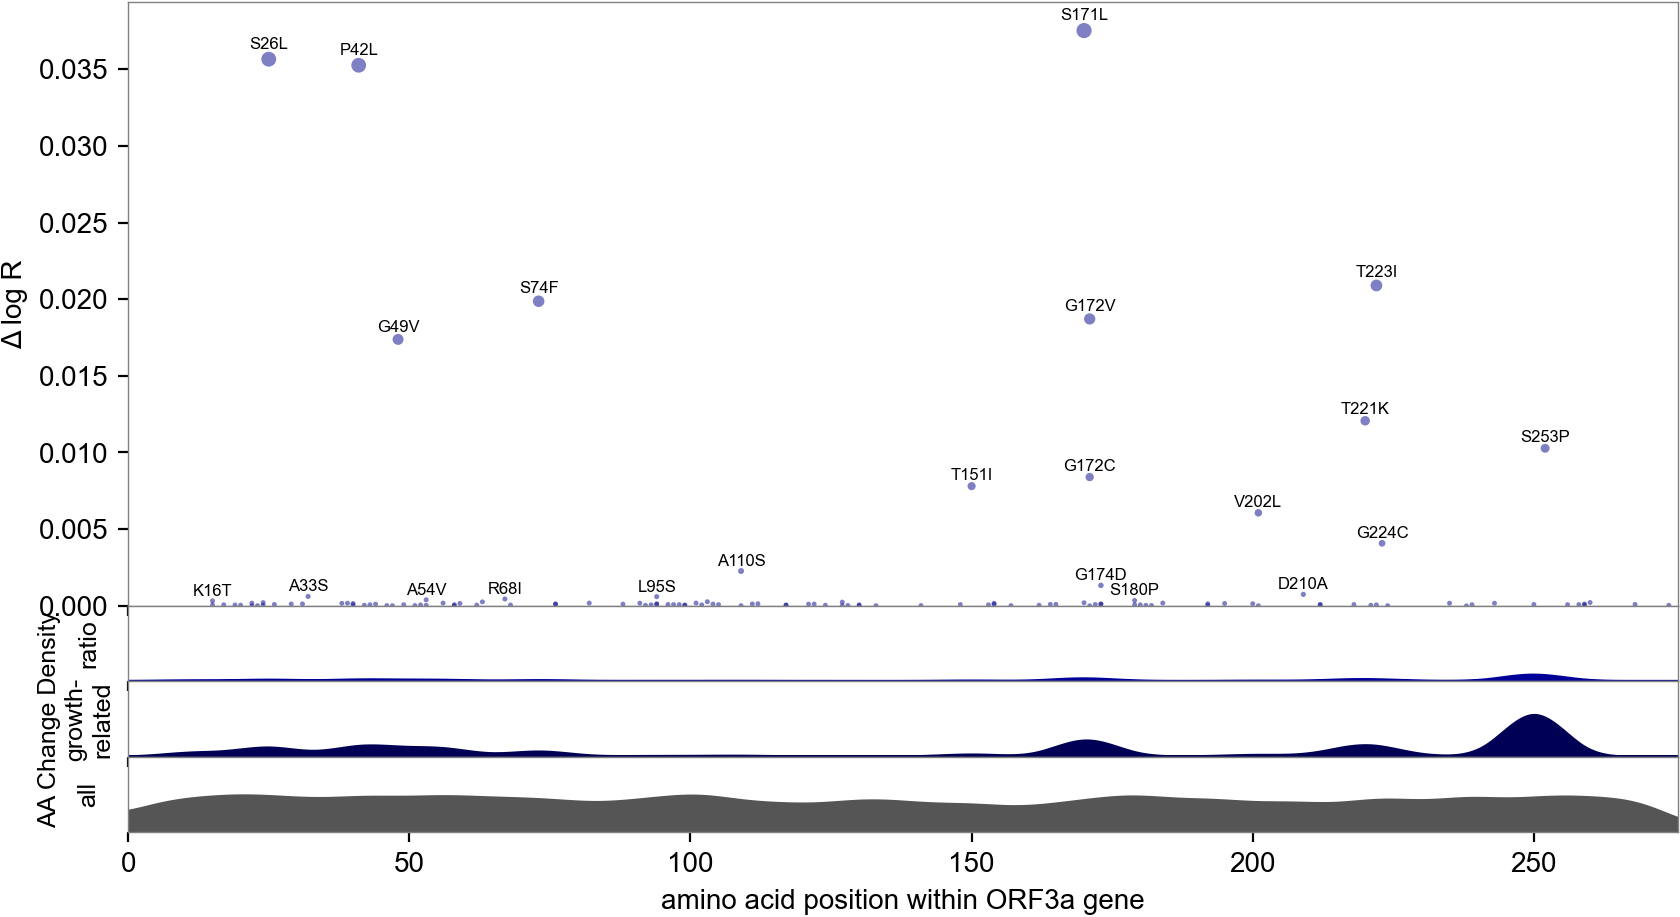 S171L
S26L
P42L
0.035
0.030
0.025
T223I
S74F
0.020
G172V
G49V
0.015
T221K
S253P
0.010
G172C
T151I
V202L
0.005
G224C
A110S
G174D
D210A
K16T
A33S
A54V
R68I
L95S
S180P
0.000
Δ log R
AA Change Density
ratio
growth-
related
all
0
50
100
150
200
250
amino acid position within ORF3a gene